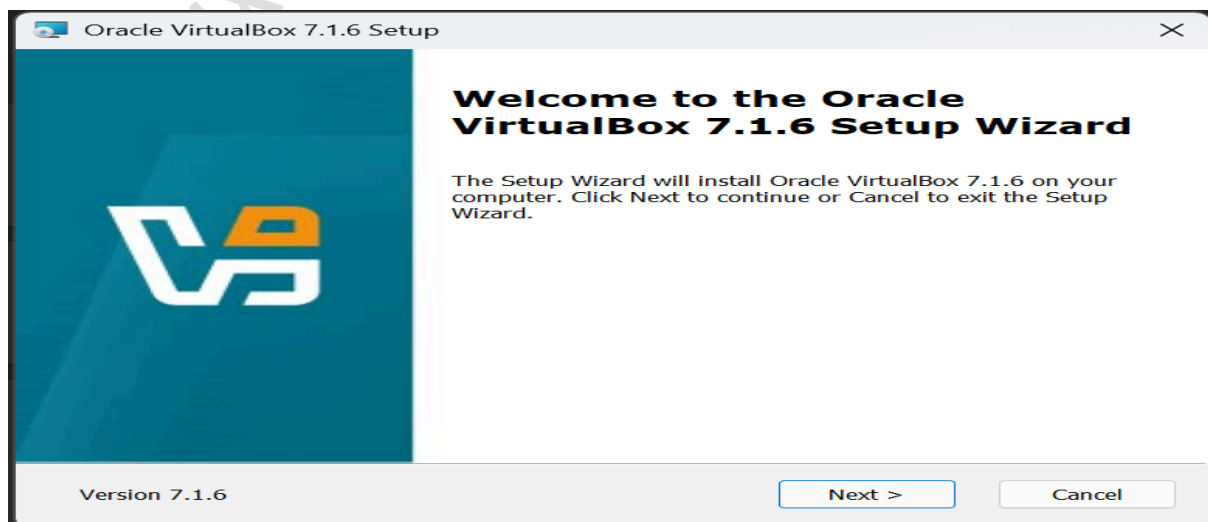 Oracle VirtualBox 7.1.6 Setup
Welcome to the Oracle
VirtualBox 7.1.6 Setup Wizard
The Setup Wizard will install Oracle VirtualBox 7.1.6 on your
computer. Click Next to continue or Cancel to exit the Setup
Wizard.
Version 7.1.6
Next >
Cancel